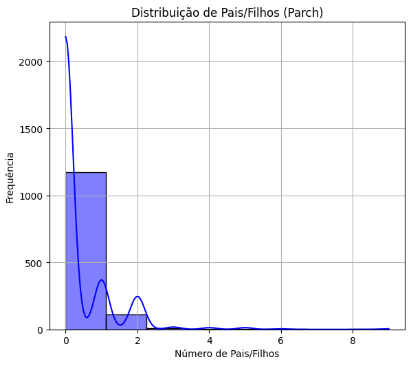 Distribuição de Pais/Filhos (Parch)
Frequência
2000
1500
1000
500
0
0 2 4 6 8
Número de Pais/Filhos